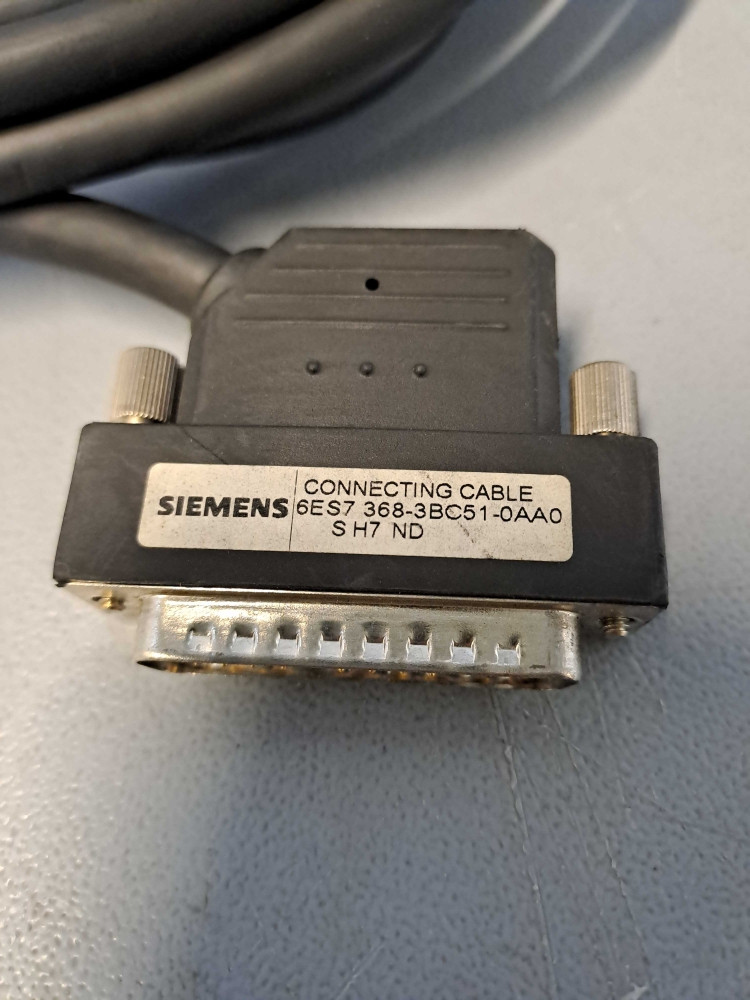 SIEMENS
CONNECTING CABLE
6ES7 368-3BC51-0AA0
S H7 ND